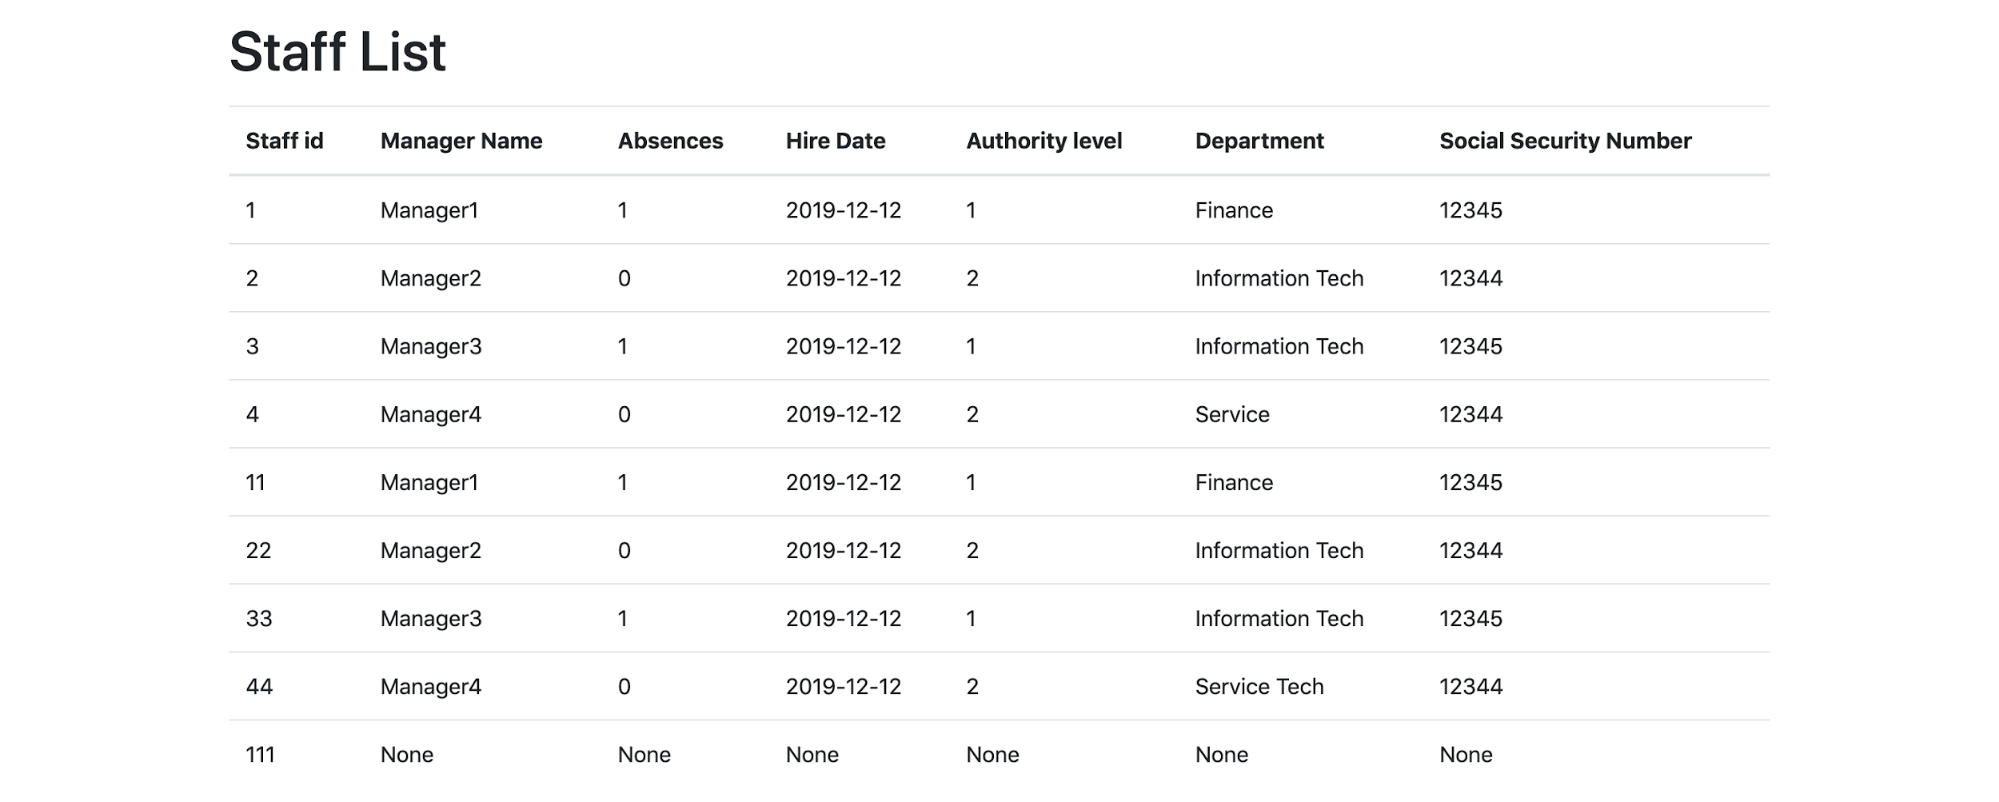 Staff List
Staff id Manager Name Absences Hire Date Authority level Department Social Security Number
1 Manager1 1 2019-12-12 1 Finance 12345
2 Manager2 0 2019-12-12 2 Information Tech 12344
3 Manager3 1 2019-12-12 1 Information Tech 12345
4 Manager4 0 2019-12-12 2 Service 12344
11 Manager1 1 2019-12-12 1 Finance 12345
22 Manager2 0 2019-12-12 2 Information Tech 12344
33 Manager3 1 2019-12-12 1 Information Tech 12345
44 Manager4 0 2019-12-12 2 Service Tech 12344
111 None None None None None None